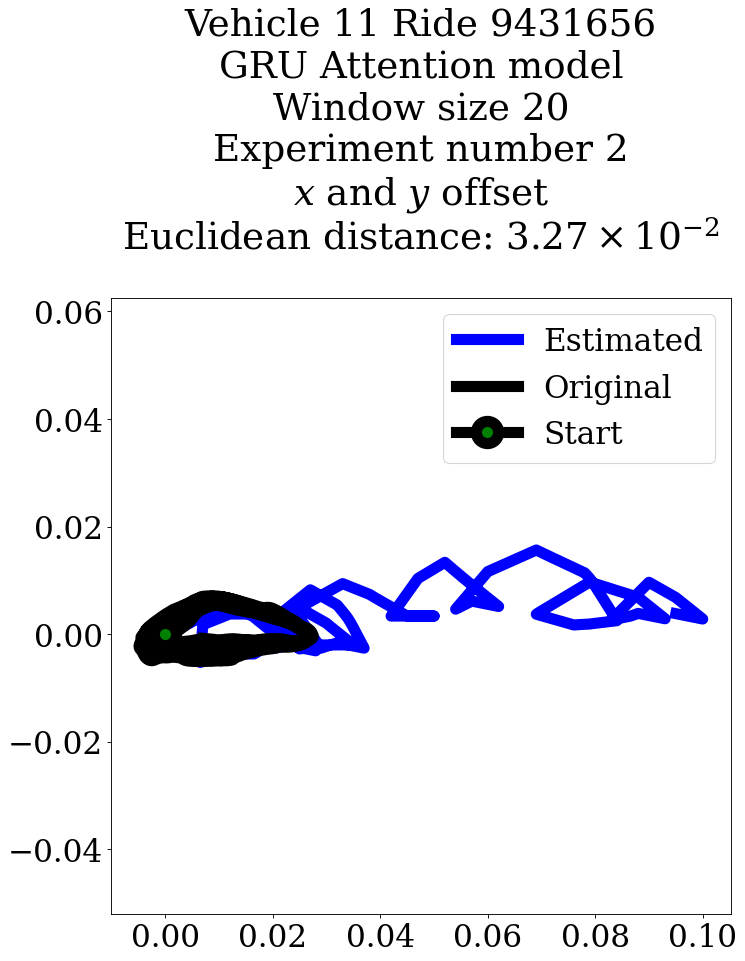 Vehicle 11 Ride 9431656
GRU Attention model
Window size 20
Experiment number 2
x and y offset
Euclidean distance: 3.27 × 10⁻²
0.06
0.04
0.02
0.00
−0.02
−0.04
Estimated
Original
Start
0.00 0.02 0.04 0.06 0.08 0.10